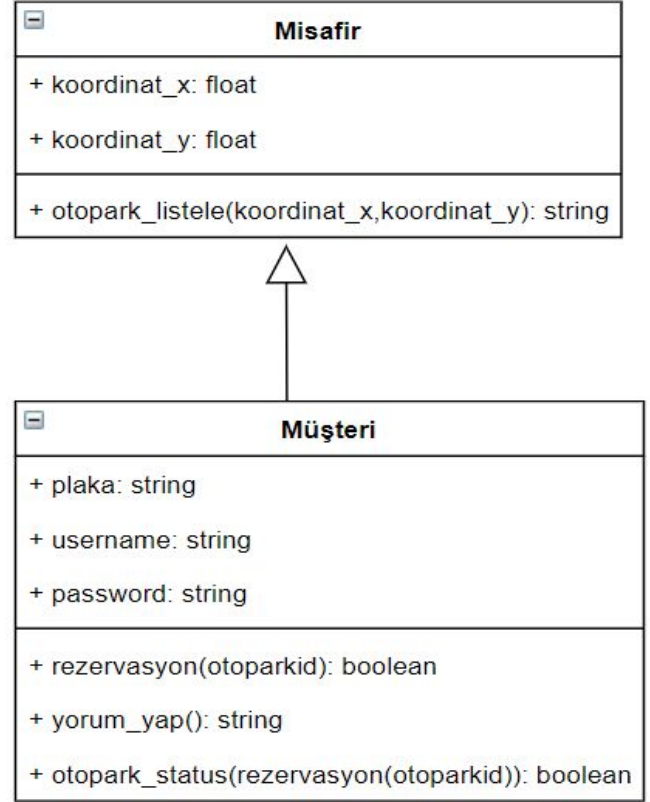 Misafir
+ koordinat_x: float
+ koordinat_y: float
+ otopark_listele(koordinat_x,koordinat_y): string
Müşteri
+ plaka: string
+ username: string
+ password: string
+ rezervasyon(otoparkid): boolean
+ yorum_yap(): string
+ otopark_status(rezervasyon(otoparkid)): boolean